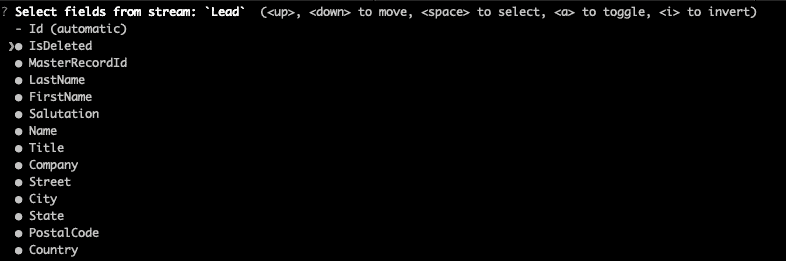 ? Select fields from stream: `Lead`  (<up>, <down> to move, <space> to select, <a> to toggle, <i> to invert)
- Id (automatic)
❯● IsDeleted
● MasterRecordId
● LastName
● FirstName
● Salutation
● Name
● Title
● Company
● Street
● City
● State
● PostalCode
● Country